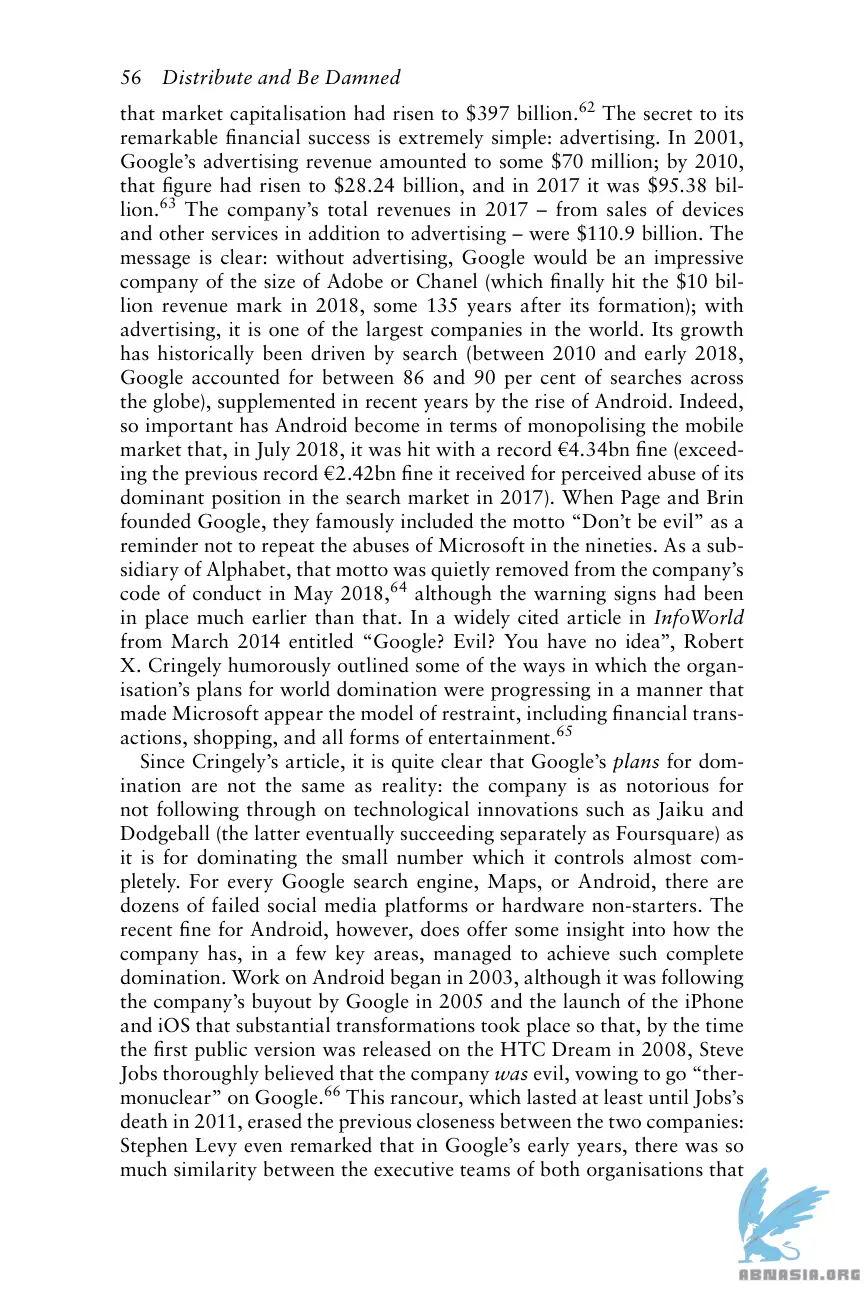 56 Distribute and Be Damned
that market capitalisation had risen to $397 billion.62 The secret to its
remarkable financial success is extremely simple: advertising. In 2001,
Google’s advertising revenue amounted to some $70 million; by 2010,
that figure had risen to $28.24 billion, and in 2017 it was $95.38 bil-
lion.63 The company’s total revenues in 2017 – from sales of devices
and other services in addition to advertising – were $110.9 billion. The
message is clear: without advertising, Google would be an impressive
company of the size of Adobe or Chanel (which finally hit the $10 bil-
lion revenue mark in 2018, some 135 years after its formation); with
advertising, it is one of the largest companies in the world. Its growth
has historically been driven by search (between 2010 and early 2018,
Google accounted for between 86 and 90 per cent of searches across
the globe), supplemented in recent years by the rise of Android. Indeed,
so important has Android become in terms of monopolising the mobile
market that, in July 2018, it was hit with a record €4.34bn fine (exceed-
ing the previous record €2.42bn fine it received for perceived abuse of its
dominant position in the search market in 2017). When Page and Brin
founded Google, they famously included the motto “Don’t be evil” as a
reminder not to repeat the abuses of Microsoft in the nineties. As a sub-
sidiary of Alphabet, that motto was quietly removed from the company’s
code of conduct in May 2018,64 although the warning signs had been
in place much earlier than that. In a widely cited article in InfoWorld
from March 2014 entitled “Google? Evil? You have no idea”, Robert
X. Cringely humorously outlined some of the ways in which the organ-
isation’s plans for world domination were progressing in a manner that
made Microsoft appear the model of restraint, including financial trans-
actions, shopping, and all forms of entertainment.65
Since Cringely’s article, it is quite clear that Google’s plans for dom-
ination are not the same as reality: the company is as notorious for
not following through on technological innovations such as Jaiku and
Dodgeball (the latter eventually succeeding separately as Foursquare) as
it is for dominating the small number which it controls almost com-
pletely. For every Google search engine, Maps, or Android, there are
dozens of failed social media platforms or hardware non-starters. The
recent fine for Android, however, does offer some insight into how the
company has, in a few key areas, managed to achieve such complete
domination. Work on Android began in 2003, although it was following
the company’s buyout by Google in 2005 and the launch of the iPhone
and iOS that substantial transformations took place so that, by the time
the first public version was released on the HTC Dream in 2008, Steve
Jobs thoroughly believed that the company was evil, vowing to go “ther-
monuclear” on Google.66 This rancour, which lasted at least until Jobs’s
death in 2011, erased the previous closeness between the two companies:
Stephen Levy even remarked that in Google’s early years, there was so
much similarity between the executive teams of both organisations that
ABNASIA.ORG